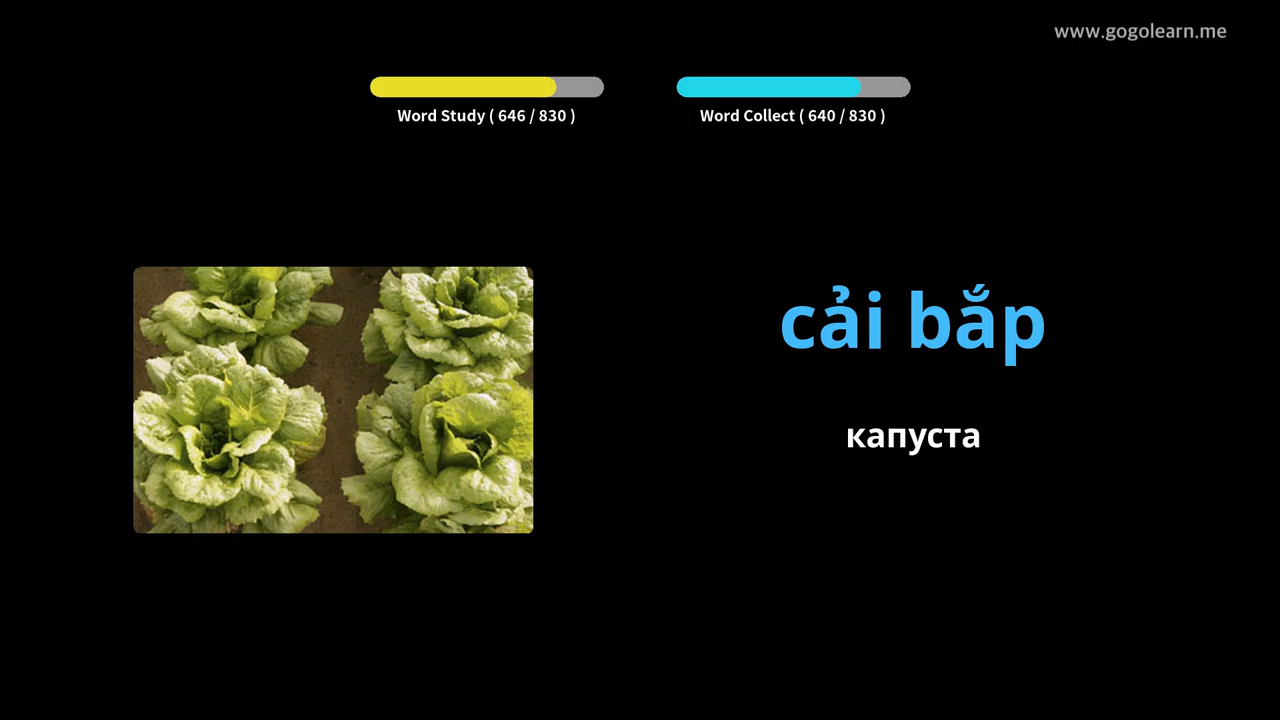 www.gogolearn.me
Word Study ( 646 / 830 )
Word Collect ( 640 / 830 )
cải bắp
капуста